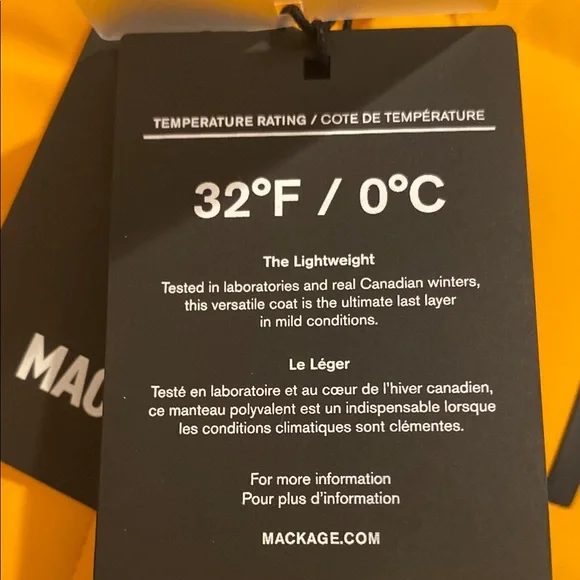 TEMPERATURE RATING / COTE DE TEMPÉRATURE
32°F / 0°C
The Lightweight
Tested in laboratories and real Canadian winters,
this versatile coat is the ultimate last layer
in mild conditions.
Le Léger
Testé en laboratoire et au cœur de l'hiver canadien,
ce manteau polyvalent est un indispensable lorsque
les conditions climatiques sont clémentes.
For more information
Pour plus d'information
MACKAGE.COM
MAC